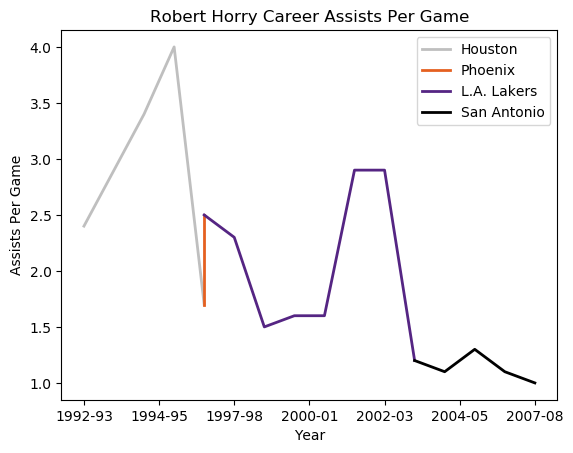 Robert Horry Career Assists Per Game
Houston
Phoenix
L.A. Lakers
San Antonio
Assists Per Game
4.0
3.5
3.0
2.5
2.0
1.5
1.0
1992-93 1994-95 1997-98 2000-01 2002-03 2004-05 2007-08
Year